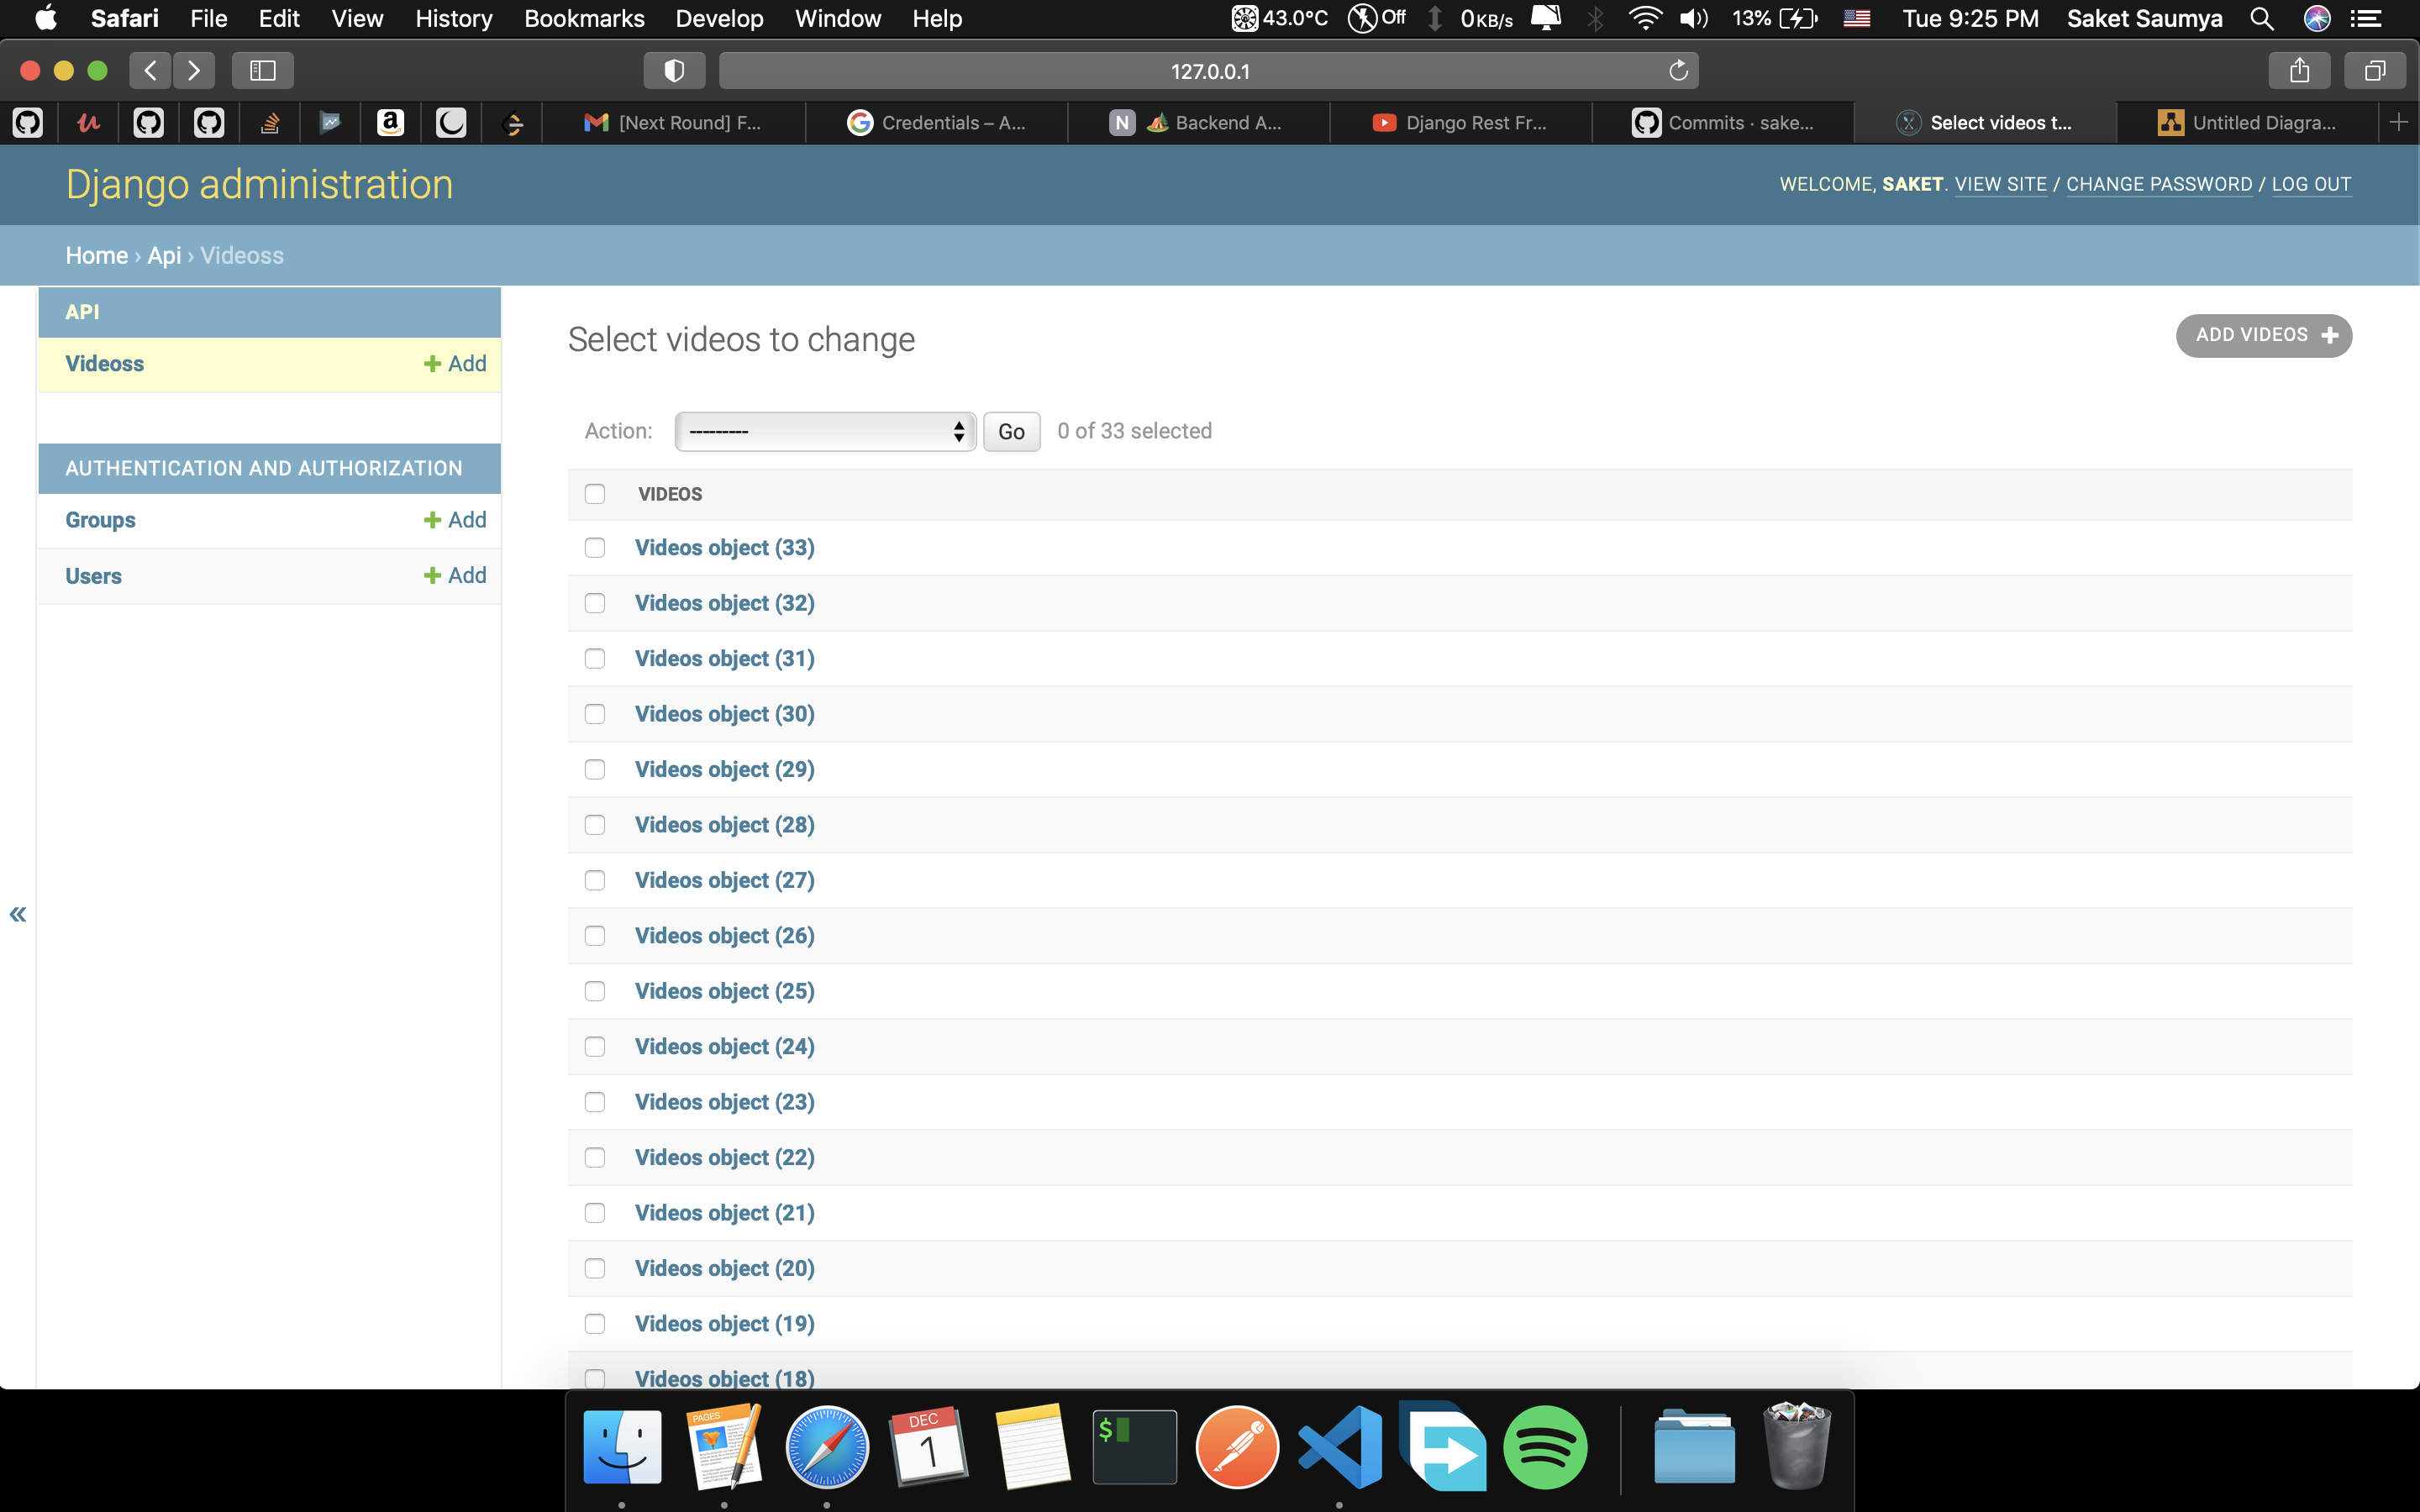 Safari File Edit View History Bookmarks Develop Window Help 43.0°C Off 0KB/s 13% Tue 9:25 PM Saket Saumya
127.0.0.1
[Next Round] F... Credentials – A... N Backend A... Django Rest Fr... Commits · sake... Select videos t... Untitled Diagra...
Django administration
WELCOME, SAKET. VIEW SITE / CHANGE PASSWORD / LOG OUT
Home › Api › Videoss
API
Videoss Add
AUTHENTICATION AND AUTHORIZATION
Groups Add
Users Add
«
Select videos to change
ADD VIDEOS
Action: --------- Go 0 of 33 selected
VIDEOS
Videos object (33)
Videos object (32)
Videos object (31)
Videos object (30)
Videos object (29)
Videos object (28)
Videos object (27)
Videos object (26)
Videos object (25)
Videos object (24)
Videos object (23)
Videos object (22)
Videos object (21)
Videos object (20)
Videos object (19)
Videos object (18)
PAGES
DEC
1
$